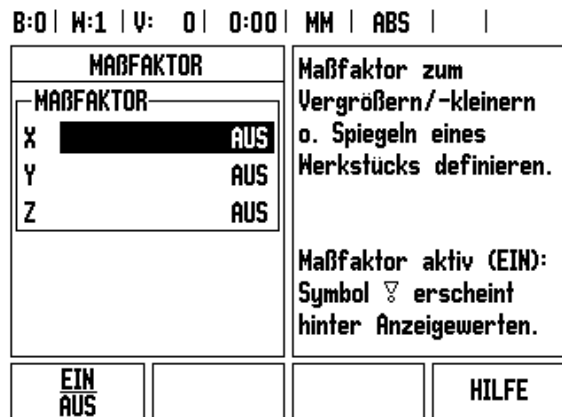 B:0 | W:1 | V: 0 | 0:00 | MM | ABS | |
MAßFAKTOR
MAßFAKTOR
X AUS
Y AUS
Z AUS
Maßfaktor zum
Vergrößern/-kleinern
o. Spiegeln eines
Werkstücks definieren.
Maßfaktor aktiv (EIN):
Symbol ▽ erscheint
hinter Anzeigewerten.
EIN
AUS
HILFE